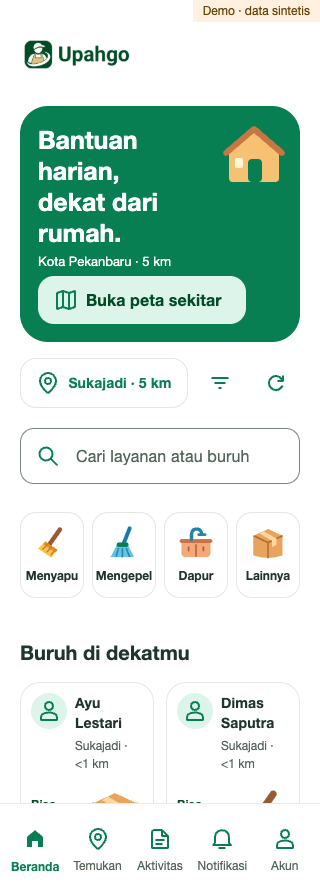 Demo · data sintetis
Upahgo
Bantuan
harian,
dekat dari
rumah.
Kota Pekanbaru · 5 km
Buka peta sekitar
Sukajadi · 5 km
Cari layanan atau buruh
Menyapu
Mengepel
Dapur
Lainnya
Buruh di dekatmu
Ayu
Lestari
Sukajadi ·
<1 km
Dimas
Saputra
Sukajadi ·
<1 km
Beranda
Temukan
Aktivitas
Notifikasi
Akun